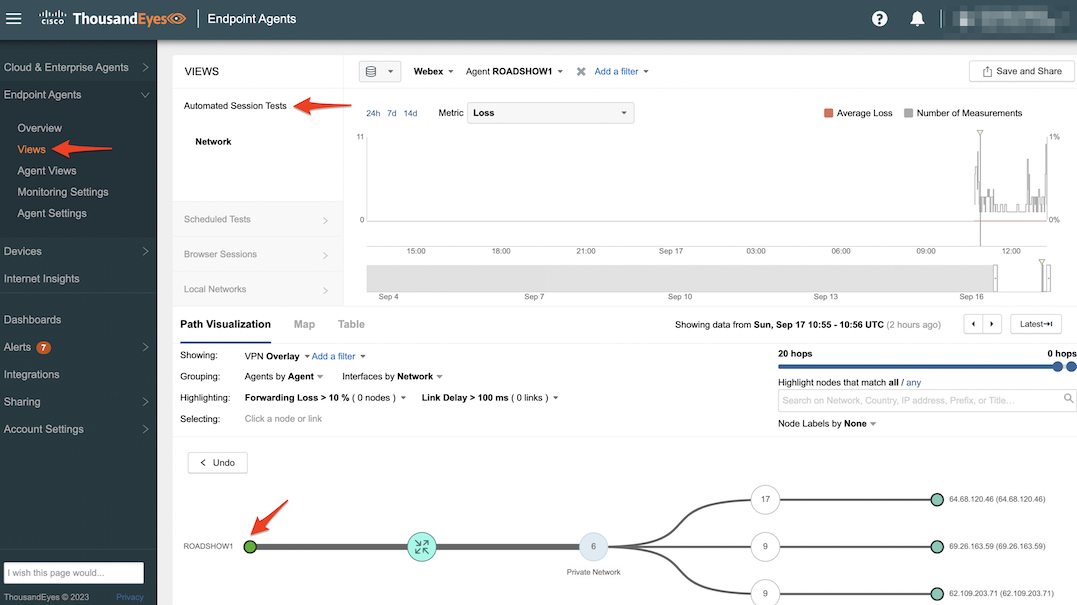 cisco ThousandEyes Endpoint Agents
Cloud & Enterprise Agents
Endpoint Agents
Overview
Views
Agent Views
Monitoring Settings
Agent Settings
Devices
Internet Insights
Dashboards
Alerts 7
Integrations
Sharing
Account Settings
I wish this page would...
ThousandEyes © 2023 Privacy
VIEWS
Automated Session Tests
Network
Scheduled Tests
Browser Sessions
Local Networks
Webex Agent ROADSHOW1 Add a filter Save and Share
24h 7d 14d Metric Loss Average Loss Number of Measurements
11 1%
0 0%
15:00 18:00 21:00 Sep 17 03:00 06:00 09:00 12:00
Sep 4 Sep 7 Sep 10 Sep 13 Sep 16
Path Visualization Map Table Showing data from Sun, Sep 17 10:55 - 10:56 UTC (2 hours ago) Latest
Showing: VPN Overlay Add a filter
Grouping: Agents by Agent Interfaces by Network
Highlighting: Forwarding Loss > 10 % ( 0 nodes ) Link Delay > 100 ms ( 0 links )
Selecting: Click a node or link
20 hops 0 hops
Highlight nodes that match all / any
Search on Network, Country, IP address, Prefix, or Title…
Node Labels by None
Undo
17 64.68.120.46 (64.68.120.46)
ROADSHOW1 6 9 69.26.163.59 (69.26.163.59)
Private Network
9 62.109.203.71 (62.109.203.71)